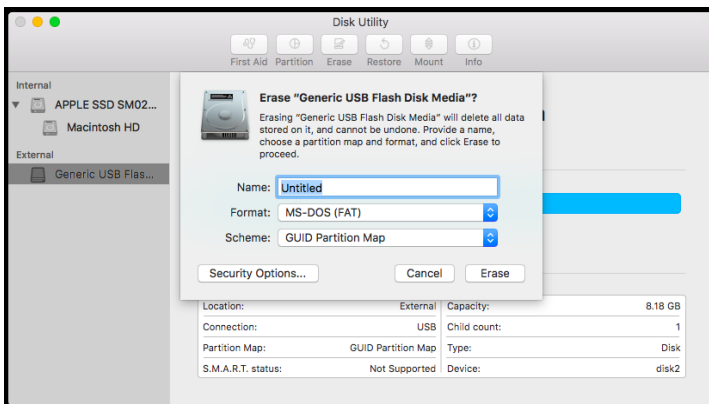 Disk Utility
First Aid Partition Erase Restore Mount Info
Internal
APPLE SSD SM02...
Macintosh HD
External
Generic USB Flas...
Erase “Generic USB Flash Disk Media”?
Erasing “Generic USB Flash Disk Media” will delete all data
stored on it, and cannot be undone. Provide a name,
choose a partition map and format, and click Erase to
proceed.
Name: Untitled
Format: MS-DOS (FAT)
Scheme: GUID Partition Map
Security Options... Cancel Erase
Location: External Capacity: 8.18 GB
Connection: USB Child count: 1
Partition Map: GUID Partition Map Type: Disk
S.M.A.R.T. status: Not Supported Device: disk2